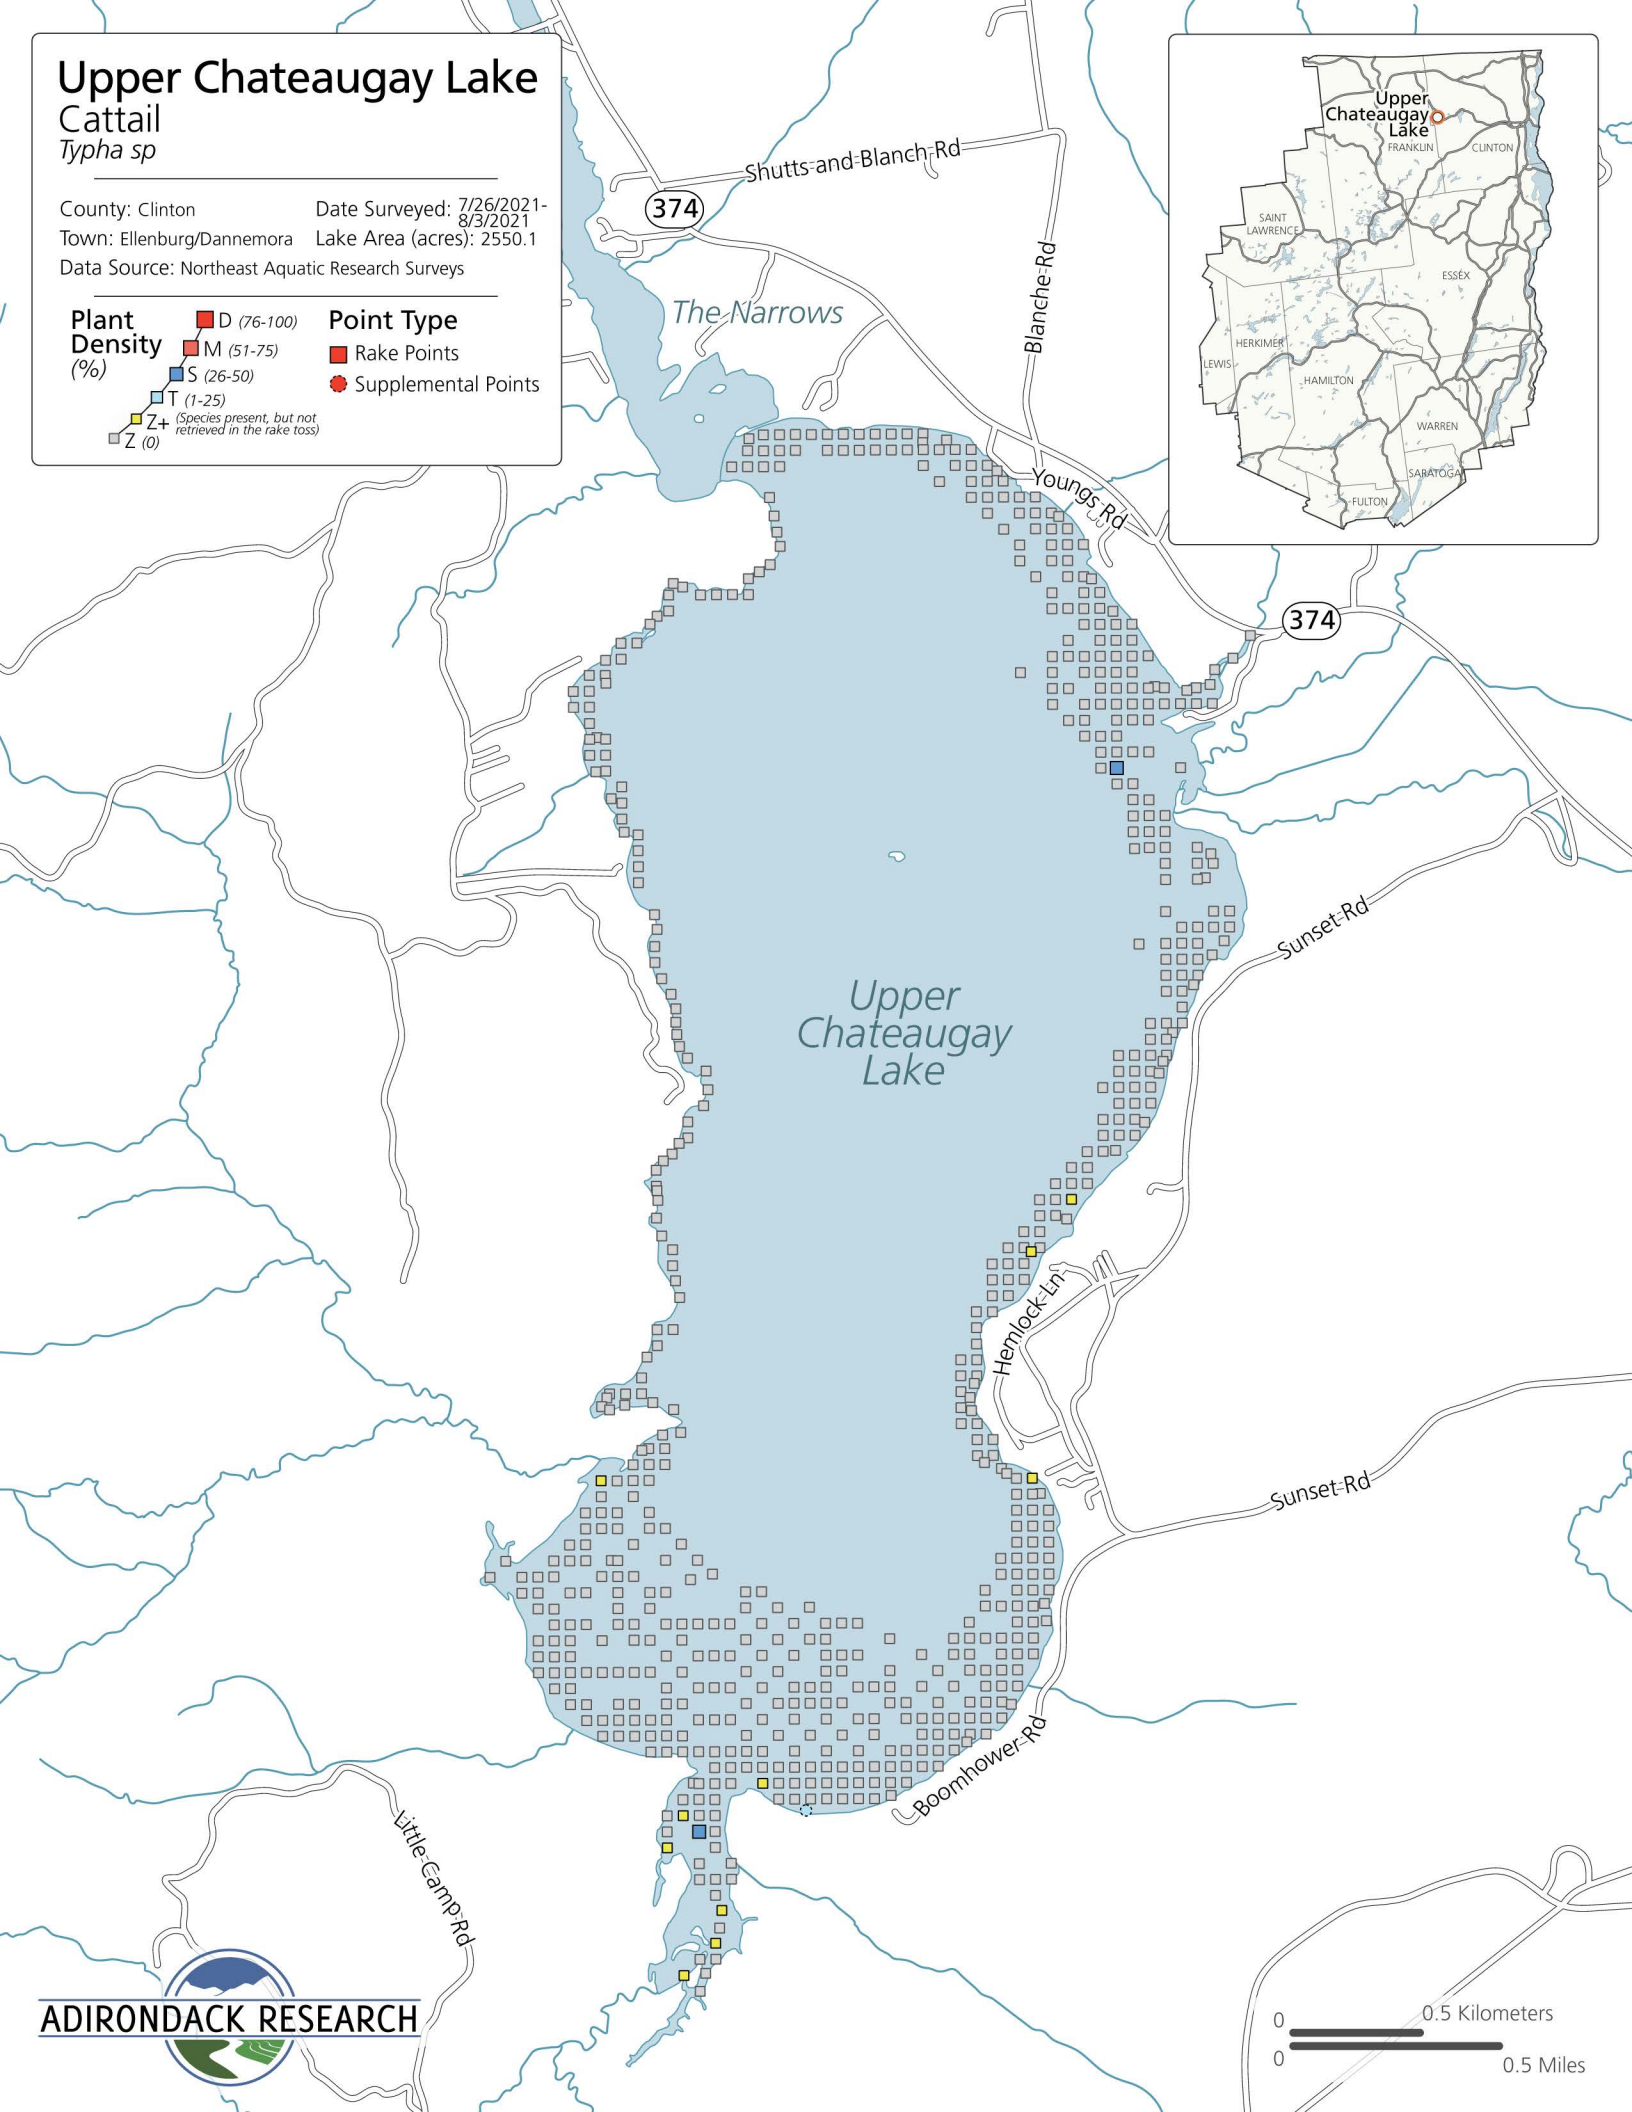 Upper Chateaugay Lake
Cattail
Typha sp
County: Clinton
Date Surveyed: 7/26/2021-
8/3/2021
Town: Ellenburg/Dannemora
Lake Area (acres): 2550.1
Data Source: Northeast Aquatic Research Surveys
Plant
Density
(%)
D (76-100)
M (51-75)
S (26-50)
T (1-25)
Z+ (Species present, but not
retrieved in the rake toss)
Z (0)
Point Type
Rake Points
Supplemental Points
Upper
Chateaugay
Lake
FRANKLIN
CLINTON
SAINT
LAWRENCE
ESSEX
HERKIMER
LEWIS
HAMILTON
WARREN
SARATOGA
FULTON
Shutts-and-Blanch-Rd
374
Blanche-Rd
The Narrows
Youngs Rd
374
Sunset-Rd
Upper
Chateaugay
Lake
Hemlock-Ln
Sunset-Rd
Boomhower-Rd
Little-Camp-Rd
ADIRONDACK RESEARCH
0 0.5 Kilometers
0 0.5 Miles